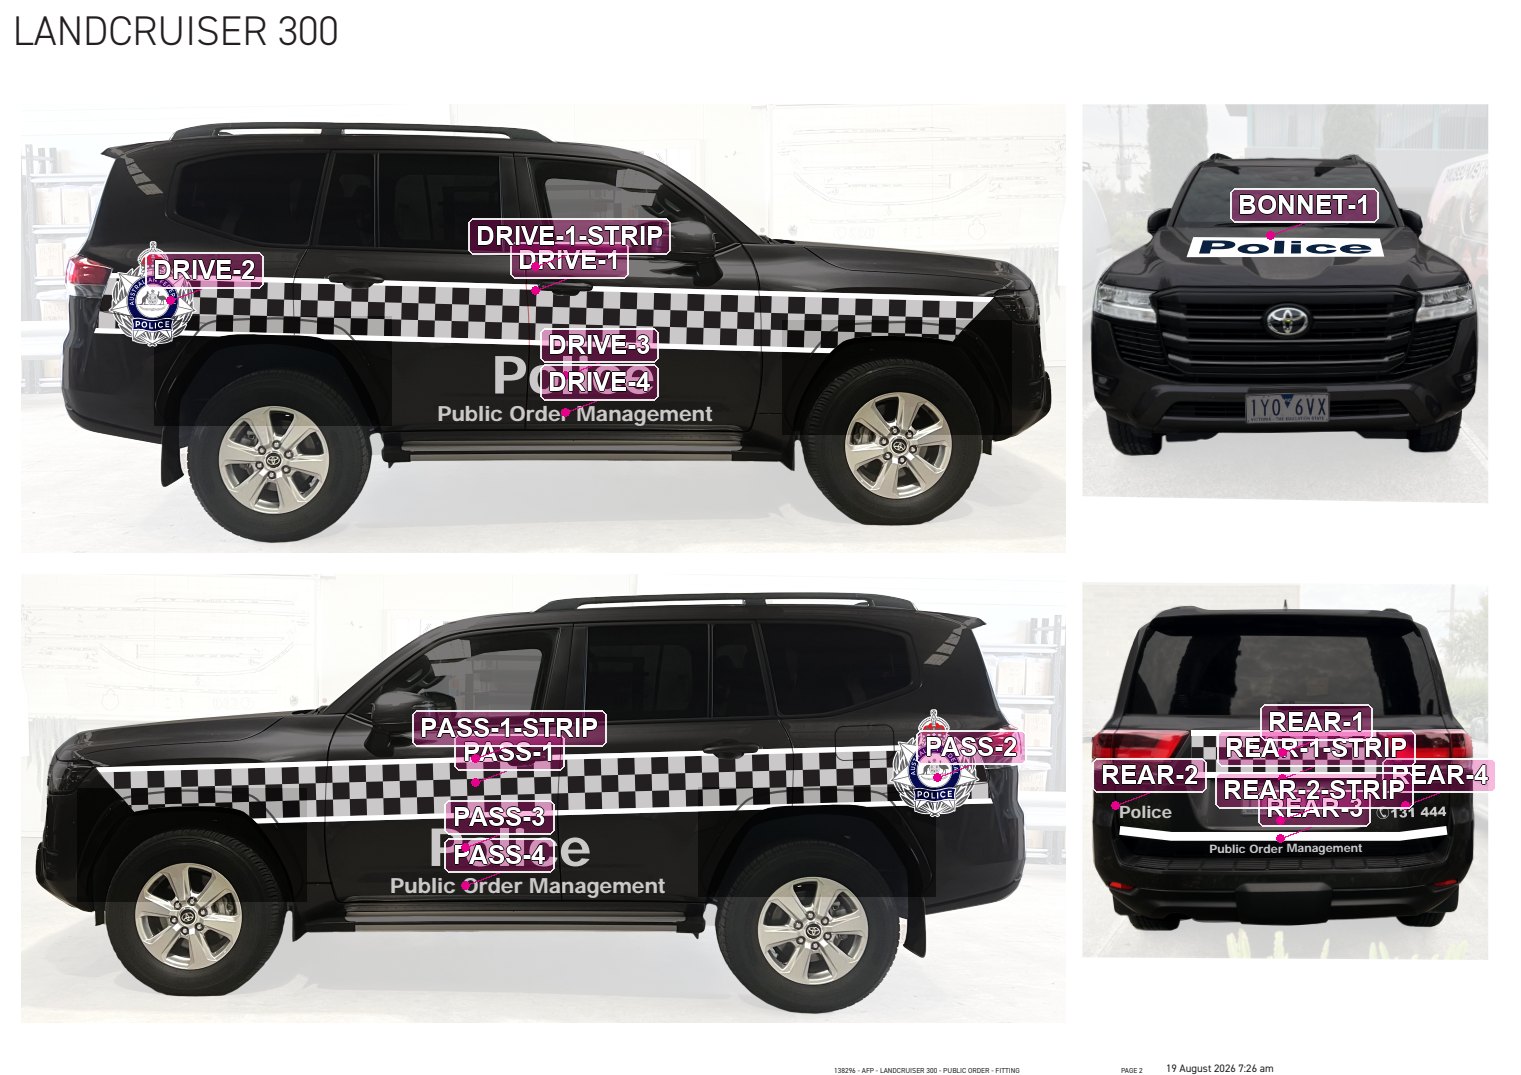 LANDCRUISER 300
DRIVE-1-STRIP
DRIVE-1
DRIVE-2
POLICE
DRIVE-3
Police
DRIVE-4
Public Order Management
BONNET-1
Police
1YO 6VX
PASS-1-STRIP
PASS-1
PASS-2
POLICE
PASS-3
Police
PASS-4
Public Order Management
REAR-1
REAR-1-STRIP
REAR-2
REAR-4
REAR-2-STRIP
REAR-3
Police
131 444
Public Order Management
138296 - AFP - LANDCRUISER 300 - PUBLIC ORDER - FITTING
PAGE 2
19 August 2026 7:26 am